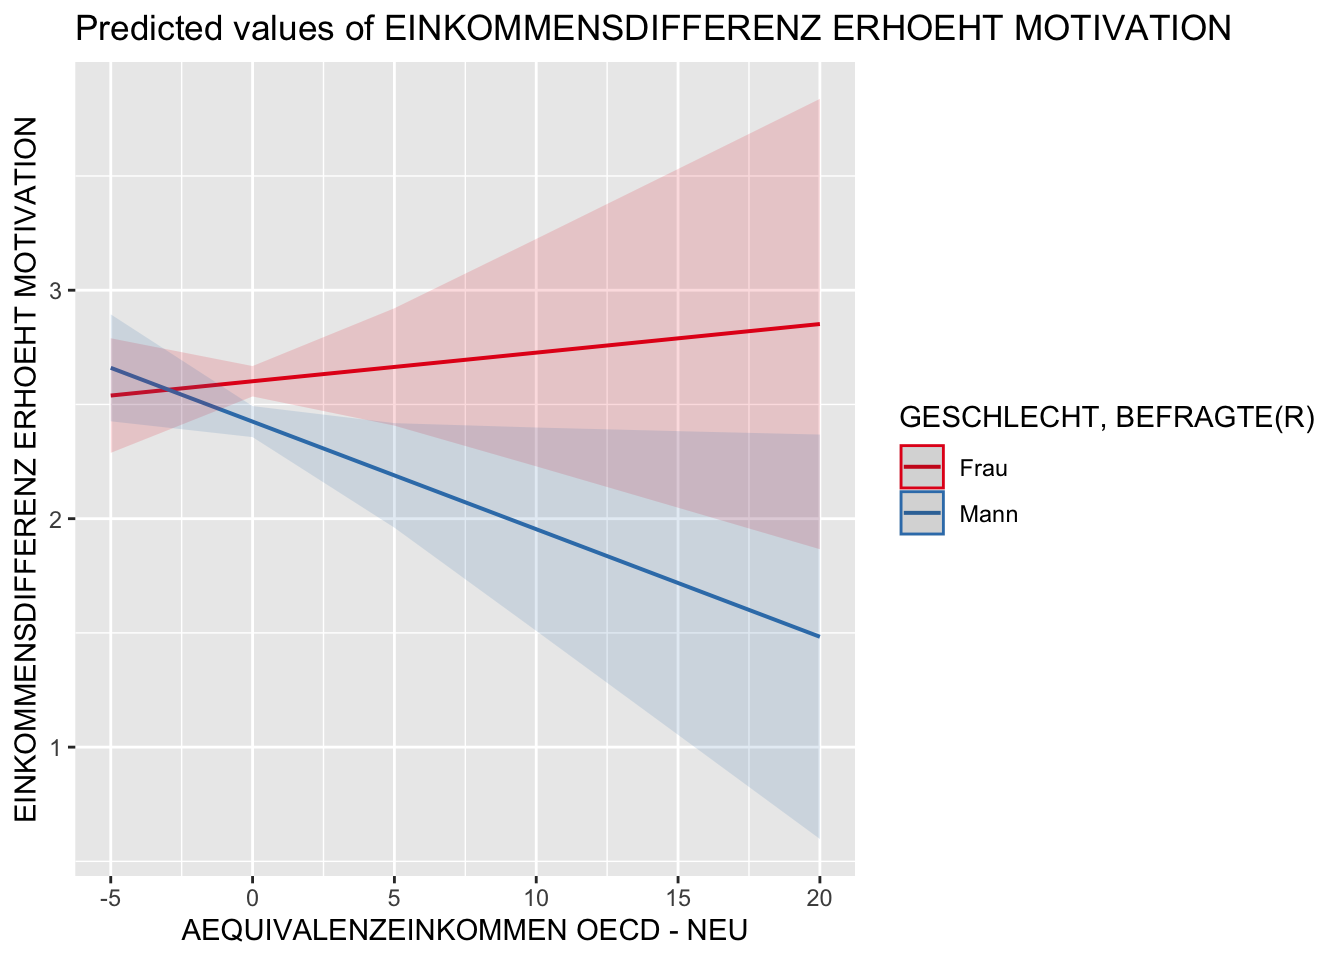 Predicted values of EINKOMMENSDIFFERENZ ERHOEHT MOTIVATION
EINKOMMENSDIFFERENZ ERHOEHT MOTIVATION
3
2
1
-5 0 5 10 15 20
AEQUIVALENZEINKOMMEN OECD - NEU
GESCHLECHT, BEFRAGTE(R)
Frau
Mann